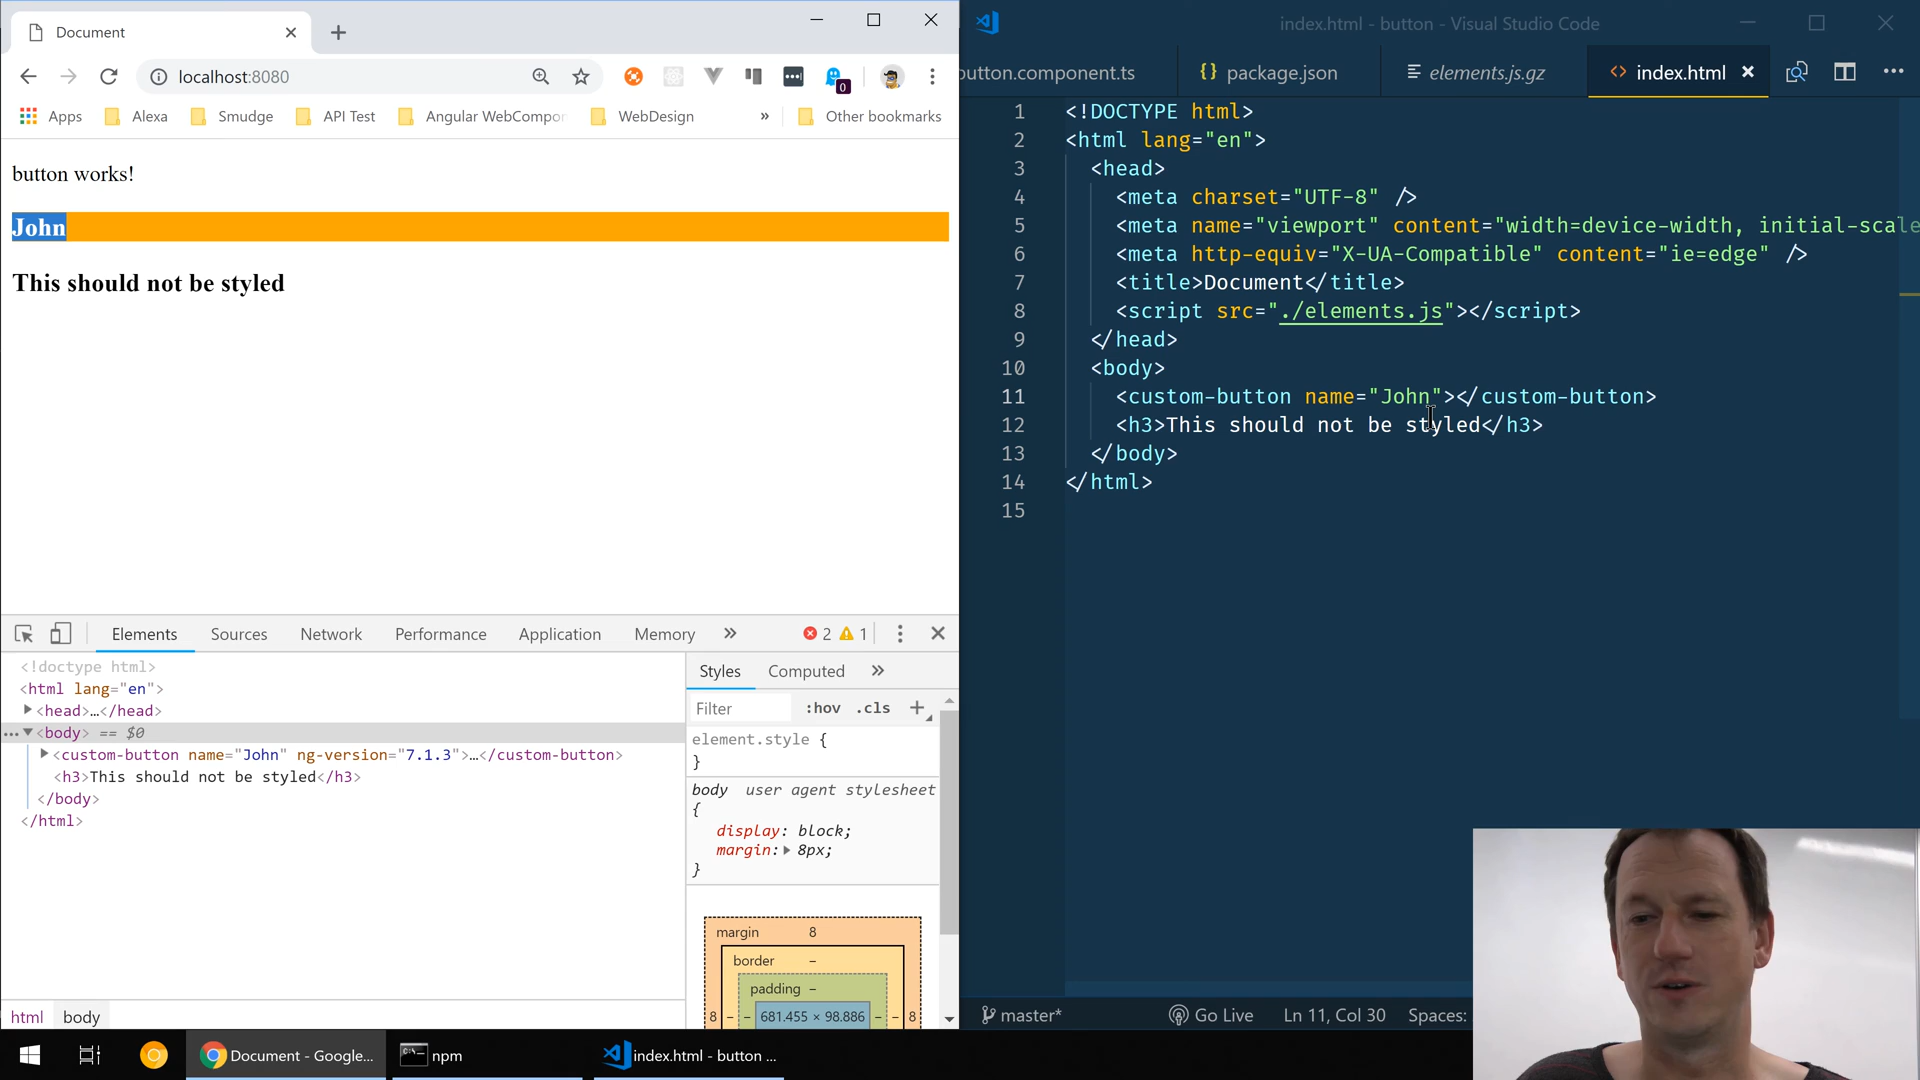 Document
localhost:8080
0
Apps
Alexa
Smudge
API Test
Angular WebCompon
WebDesign
»
Other bookmarks
button works!
John
This should not be styled
Elements
Sources
Network
Performance
Application
Memory
»
2
1
<!doctype html>
<html lang="en">
<head>…</head>
…<body> == $0
<custom-button name="John" ng-version="7.1.3">…</custom-button>
<h3>This should not be styled</h3>
</body>
</html>
Styles
Computed
»
Filter
:hov
.cls
+
element.style {
}
body user agent stylesheet
{
display: block;
margin: 8px;
}
margin 8
border –
padding –
8 – – 681.455 × 98.886 – – 8
html body
index.html - button - Visual Studio Code
button.component.ts
{} package.json
elements.js.gz
<> index.html
1 <!DOCTYPE html>
2 <html lang="en">
3 <head>
4 <meta charset="UTF-8" />
5 <meta name="viewport" content="width=device-width, initial-scale
6 <meta http-equiv="X-UA-Compatible" content="ie=edge" />
7 <title>Document</title>
8 <script src="./elements.js"></script>
9 </head>
10 <body>
11 <custom-button name="John"></custom-button>
12 <h3>This should not be styled</h3>
13 </body>
14 </html>
15
master*
Go Live
Ln 11, Col 30
Spaces:
Document - Google...
npm
index.html - button ...